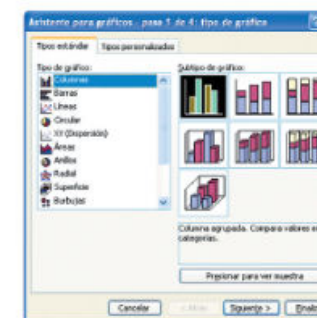 Asistente para gráficos - paso 1 de 4: tipo de gráfico
Tipos estándar
Tipos personalizados
Tipo de gráfico:
Subtipo de gráfico:
Columnas
Barras
Líneas
Circular
XY (Dispersión)
Áreas
Anillos
Radial
Superficie
Burbujas
Columna agrupada. Compara valores e
categorías.
Presionar para ver muestra
Cancelar
< Atrás
Siguiente >
Finaliz